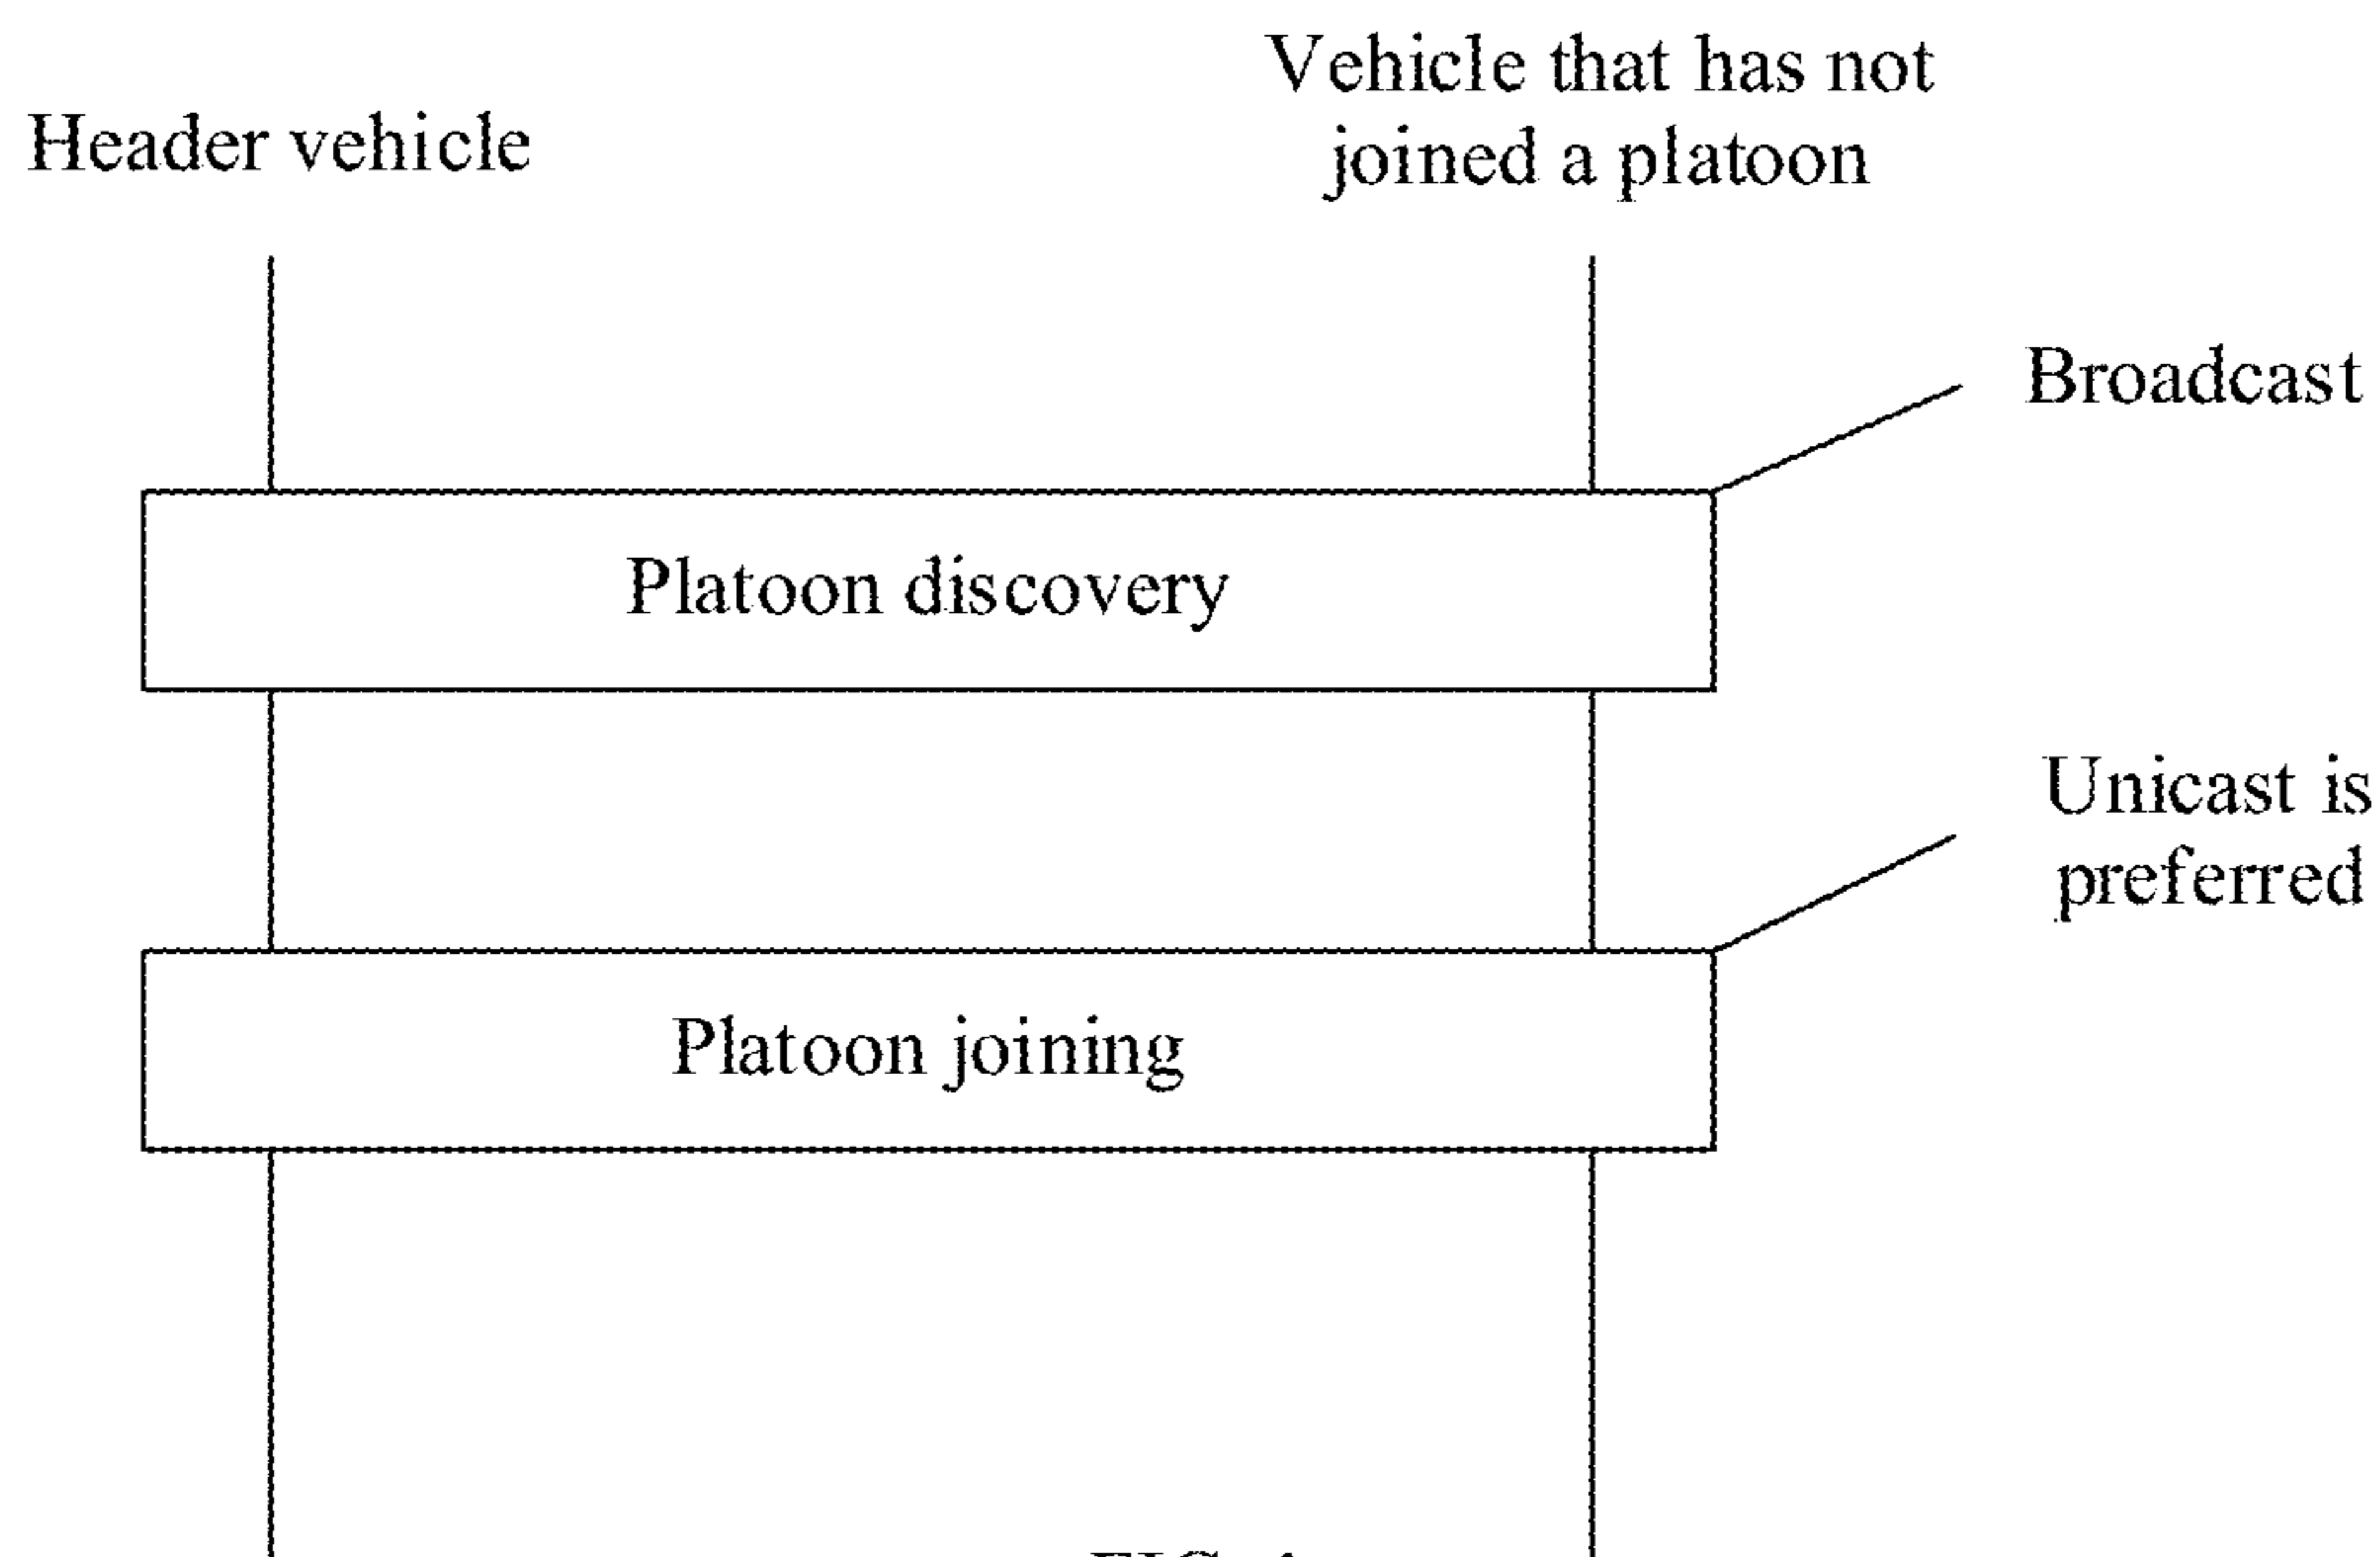 Vehicle that has not
joined a platoon
Header vehicle
Broadcast
Platoon discovery
Unicast is
preferred
Platoon joining